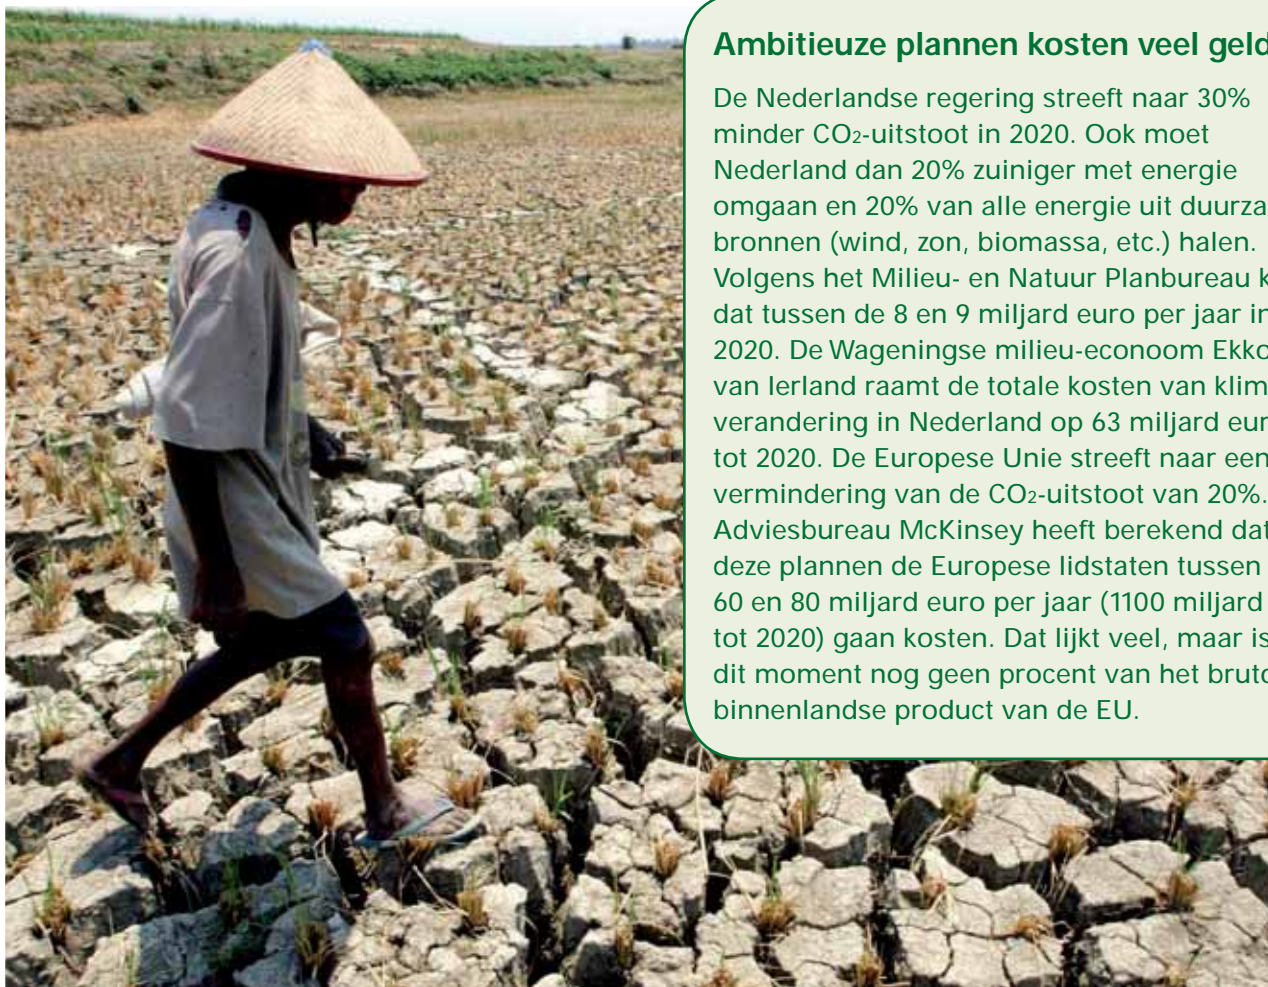 Ambitieuze plannen kosten veel geld
De Nederlandse regering streeft naar 30%
minder CO2-uitstoot in 2020. Ook moet
Nederland dan 20% zuiniger met energie
omgaan en 20% van alle energie uit duurza
bronnen (wind, zon, biomassa, etc.) halen.
Volgens het Milieu- en Natuur Planbureau k
dat tussen de 8 en 9 miljard euro per jaar in
2020. De Wageningse milieu-econoom Ekko
van Ierland raamt de totale kosten van klim
verandering in Nederland op 63 miljard eur
tot 2020. De Europese Unie streeft naar een
vermindering van de CO2-uitstoot van 20%.
Adviesbureau McKinsey heeft berekend dat
deze plannen de Europese lidstaten tussen
60 en 80 miljard euro per jaar (1100 miljard
tot 2020) gaan kosten. Dat lijkt veel, maar is
dit moment nog geen procent van het bruto
binnenlandse product van de EU.